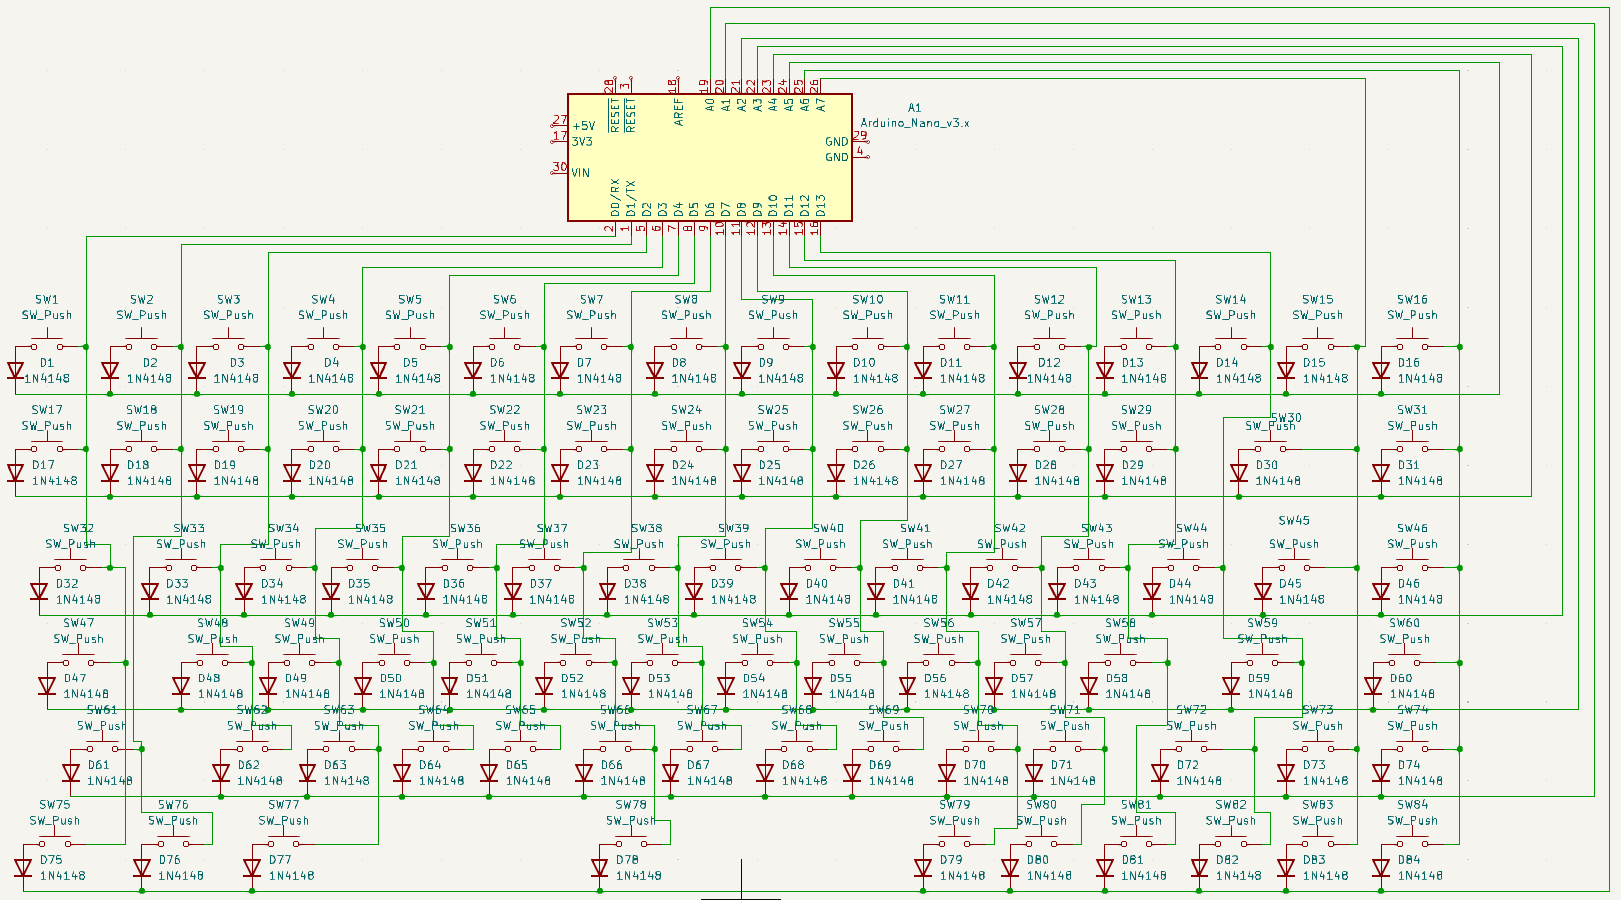 28 3 18 19 20 21 22 23 24 25 26
RESET RESET AREF A0 A1 A2 A3 A4 A5 A6 A7
A1
Arduino_Nano_v3.x
27 +5V
17 3V3
30 VIN
GND 29
GND 4
D0/RX D1/TX D2 D3 D4 D5 D6 D7 D8 D9 D10 D11 D12 D13
2 1 5 6 7 8 9 10 11 12 13 14 15 16
SW1 SW2 SW3 SW4 SW5 SW6 SW7 SW8 SW9 SW10 SW11 SW12 SW13 SW14 SW15 SW16
SW_Push SW_Push SW_Push SW_Push SW_Push SW_Push SW_Push SW_Push SW_Push SW_Push SW_Push SW_Push SW_Push SW_Push SW_Push SW_Push
D1 D2 D3 D4 D5 D6 D7 D8 D9 D10 D11 D12 D13 D14 D15 D16
1N4148 1N4148 1N4148 1N4148 1N4148 1N4148 1N4148 1N4148 1N4148 1N4148 1N4148 1N4148 1N4148 1N4148 1N4148 1N4148
SW17 SW18 SW19 SW20 SW21 SW22 SW23 SW24 SW25 SW26 SW27 SW28 SW29 SW30 SW31
SW_Push SW_Push SW_Push SW_Push SW_Push SW_Push SW_Push SW_Push SW_Push SW_Push SW_Push SW_Push SW_Push SW_Push SW_Push
D17 D18 D19 D20 D21 D22 D23 D24 D25 D26 D27 D28 D29 D30 D31
1N4148 1N4148 1N4148 1N4148 1N4148 1N4148 1N4148 1N4148 1N4148 1N4148 1N4148 1N4148 1N4148 1N4148 1N4148
SW32 SW33 SW34 SW35 SW36 SW37 SW38 SW39 SW40 SW41 SW42 SW43 SW44 SW45 SW46
SW_Push SW_Push SW_Push SW_Push SW_Push SW_Push SW_Push SW_Push SW_Push SW_Push SW_Push SW_Push SW_Push SW_Push SW_Push
D32 D33 D34 D35 D36 D37 D38 D39 D40 D41 D42 D43 D44 D45 D46
1N4148 1N4148 1N4148 1N4148 1N4148 1N4148 1N4148 1N4148 1N4148 1N4148 1N4148 1N4148 1N4148 1N4148 1N4148
SW47 SW48 SW49 SW50 SW51 SW52 SW53 SW54 SW55 SW56 SW57 SW58 SW59 SW60
SW_Push SW_Push SW_Push SW_Push SW_Push SW_Push SW_Push SW_Push SW_Push SW_Push SW_Push SW_Push SW_Push SW_Push
D47 D48 D49 D50 D51 D52 D53 D54 D55 D56 D57 D58 D59 D60
1N4148 1N4148 1N4148 1N4148 1N4148 1N4148 1N4148 1N4148 1N4148 1N4148 1N4148 1N4148 1N4148 1N4148
SW61 SW62 SW63 SW64 SW65 SW66 SW67 SW68 SW69 SW70 SW71 SW72 SW73 SW74
SW_Push SW_Push SW_Push SW_Push SW_Push SW_Push SW_Push SW_Push SW_Push SW_Push SW_Push SW_Push SW_Push SW_Push
D61 D62 D63 D64 D65 D66 D67 D68 D69 D70 D71 D72 D73 D74
1N4148 1N4148 1N4148 1N4148 1N4148 1N4148 1N4148 1N4148 1N4148 1N4148 1N4148 1N4148 1N4148 1N4148
SW75 SW76 SW77 SW78 SW79 SW80 SW81 SW82 SW83 SW84
SW_Push SW_Push SW_Push SW_Push SW_Push SW_Push SW_Push SW_Push SW_Push SW_Push
D75 D76 D77 D78 D79 D80 D81 D82 D83 D84
1N4148 1N4148 1N4148 1N4148 1N4148 1N4148 1N4148 1N4148 1N4148 1N4148